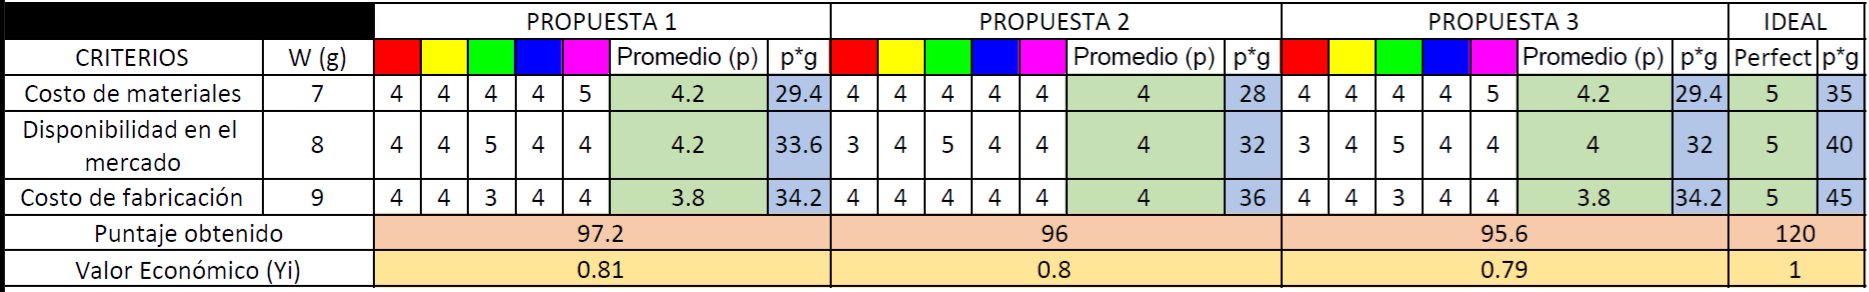 PROPUESTA 1 PROPUESTA 2 PROPUESTA 3 IDEAL
CRITERIOS W (g) Promedio (p) p*g Promedio (p) p*g Promedio (p) p*g Perfect p*g
Costo de materiales 7 4 4 4 4 5 4.2 29.4 4 4 4 4 4 4 28 4 4 4 4 5 4.2 29.4 5 35
Disponibilidad en el
mercado 8 4 4 5 4 4 4.2 33.6 3 4 5 4 4 4 32 3 4 5 4 4 4 32 5 40
Costo de fabricación 9 4 4 3 4 4 3.8 34.2 4 4 4 4 4 4 36 4 4 3 4 4 3.8 34.2 5 45
Puntaje obtenido 97.2 96 95.6 120
Valor Económico (Yi) 0.81 0.8 0.79 1